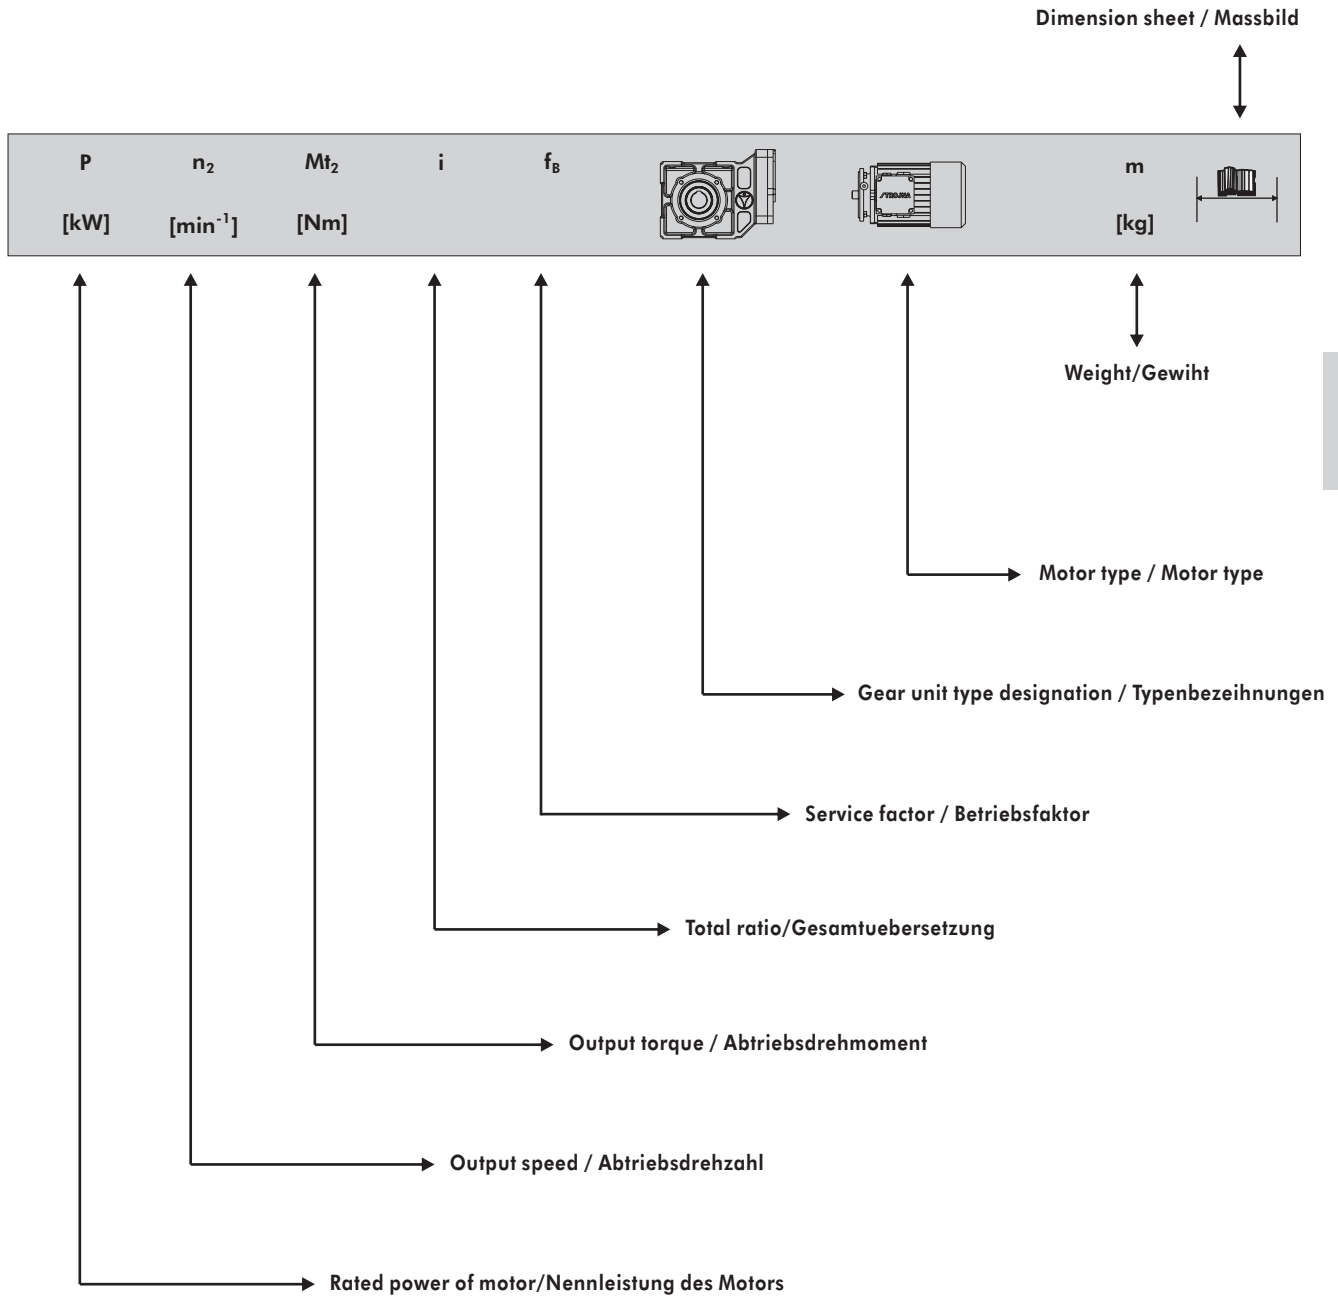 Dimension sheet / Massbild
P n₂ Mt₂ i f_B m
STROJNA
[kW] [min⁻¹] [Nm] [kg]
Weight/Gewiht
Motor type / Motor type
Gear unit type designation / Typenbezeihnungen
Service factor / Betriebsfaktor
Total ratio/Gesamtuebersetzung
Output torque / Abtriebsdrehmoment
Output speed / Abtriebsdrehzahl
Rated power of motor/Nennleistung des Motors